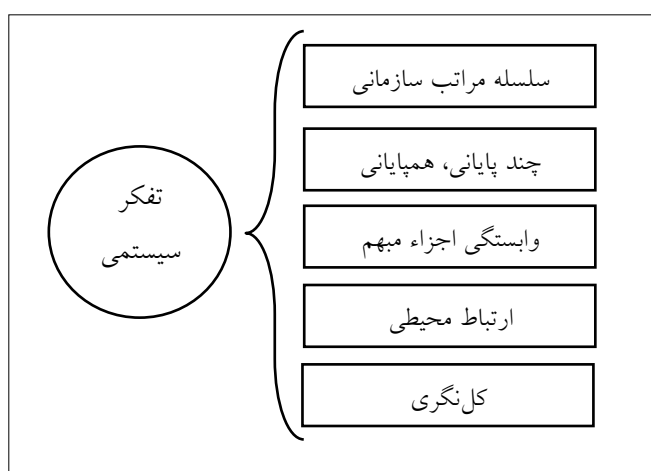 سلسله مراتب سازمانی
چند پایانی، همپایانی
وابستگی اجزاء مبهم
ارتباط محیطی
کل‌نگری
تفکر
سیستمی